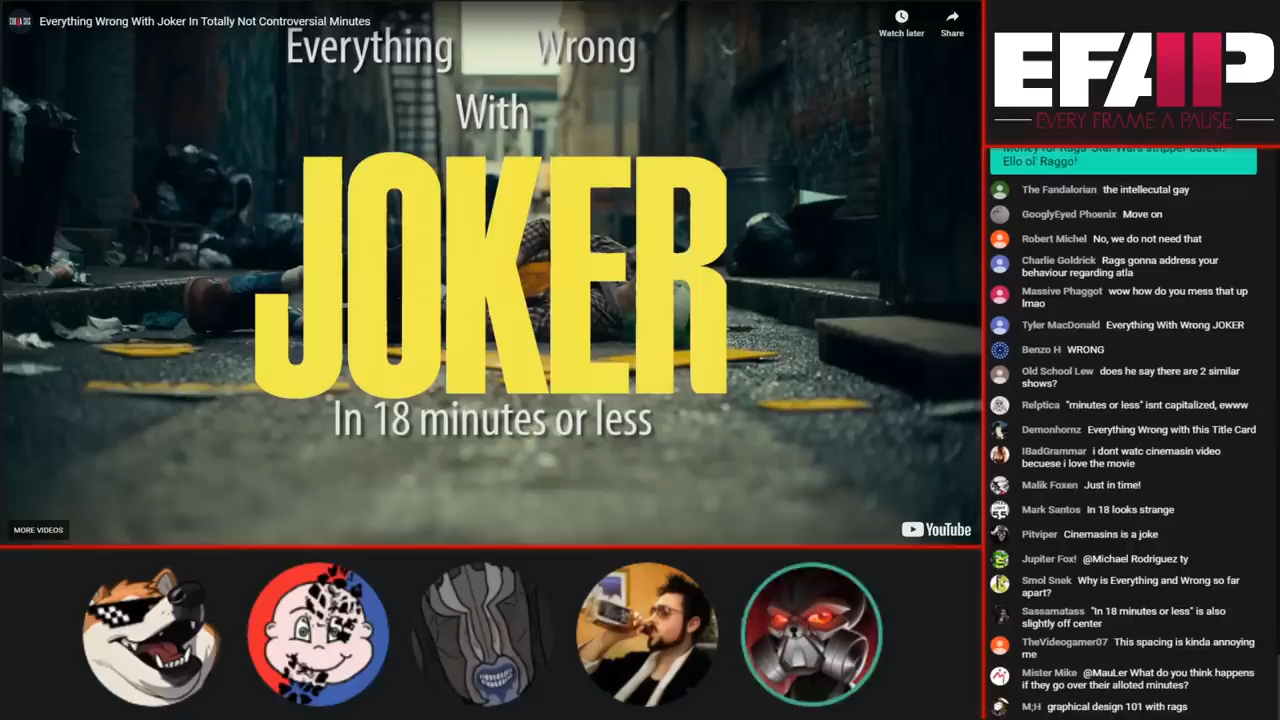 Everything Wrong With Joker In Totally Not Controversial Minutes
Watch later
Share
Everything Wrong
With
JOKER
In 18 minutes or less
MORE VIDEOS
YouTube
EFAP
EVERY FRAME A PAUSE
Money for Rags' Star Wars stripper career.
Ello ol' Raggo!
The Fandalorian the intellecutal gay
GooglyEyed Phoenix Move on
Robert Michel No, we do not need that
Charlie Goldrick Rags gonna address your
behaviour regarding atla
Massive Phaggot wow how do you mess that up
lmao
Tyler MacDonald Everything With Wrong JOKER
Benzo H WRONG
Old School Lew does he say there are 2 similar
shows?
Relptica "minutes or less" isnt capitalized, ewww
Demonhornz Everything Wrong with this Title Card
IBadGrammar i dont watc cinemasin video
becuese i love the movie
Malik Foxen Just in time!
Mark Santos In 18 looks strange
Pitviper Cinemasins is a joke
Jupiter Fox! @Michael Rodriguez ty
Smol Snek Why is Everything and Wrong so far
apart?
Sassamatass "In 18 minutes or less" is also
slightly off center
TheVideogamer07 This spacing is kinda annoying
me
Mister Mike @MauLer What do you think happens
if they go over their alloted minutes?
M;H graphical design 101 with rags